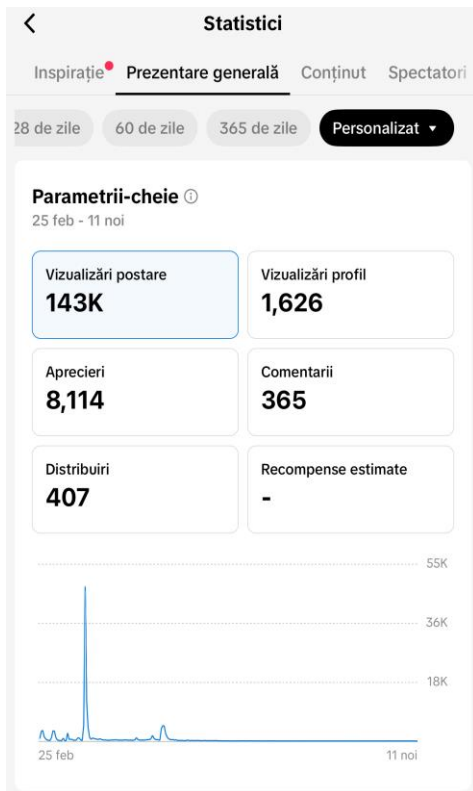 Statistici
Inspirație Prezentare generală Conținut Spectatori
28 de zile 60 de zile 365 de zile Personalizat
Parametrii-cheie
25 feb - 11 noi
Vizualizări postare Vizualizări profil
143K 1,626
Aprecieri Comentarii
8,114 365
Distribuiri Recompense estimate
407 -
55K
36K
18K
25 feb 11 noi